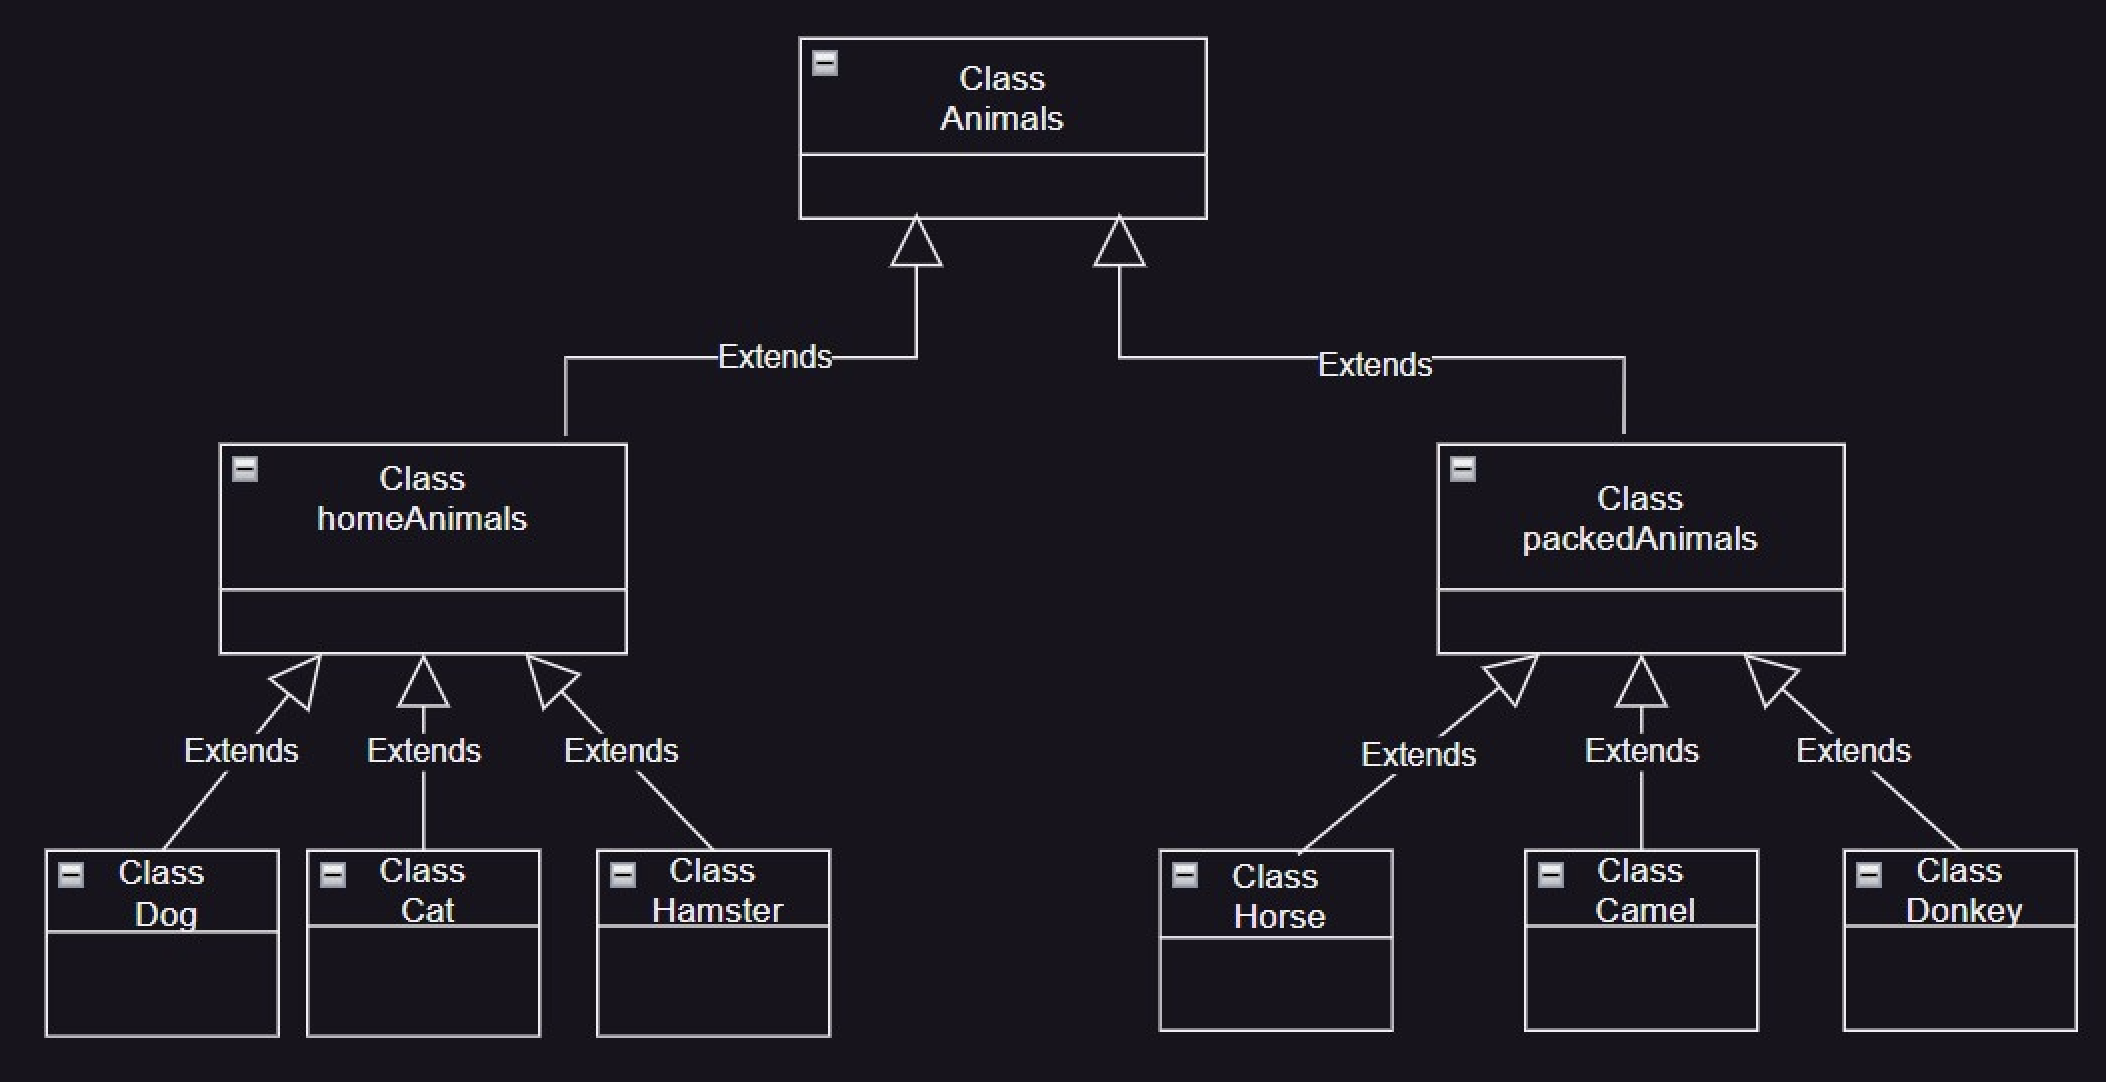 Class
Animals
Extends
Extends
Class
homeAnimals
Class
packedAnimals
Extends
Extends
Extends
Extends
Extends
Extends
Class
Dog
Class
Cat
Class
Hamster
Class
Horse
Class
Camel
Class
Donkey